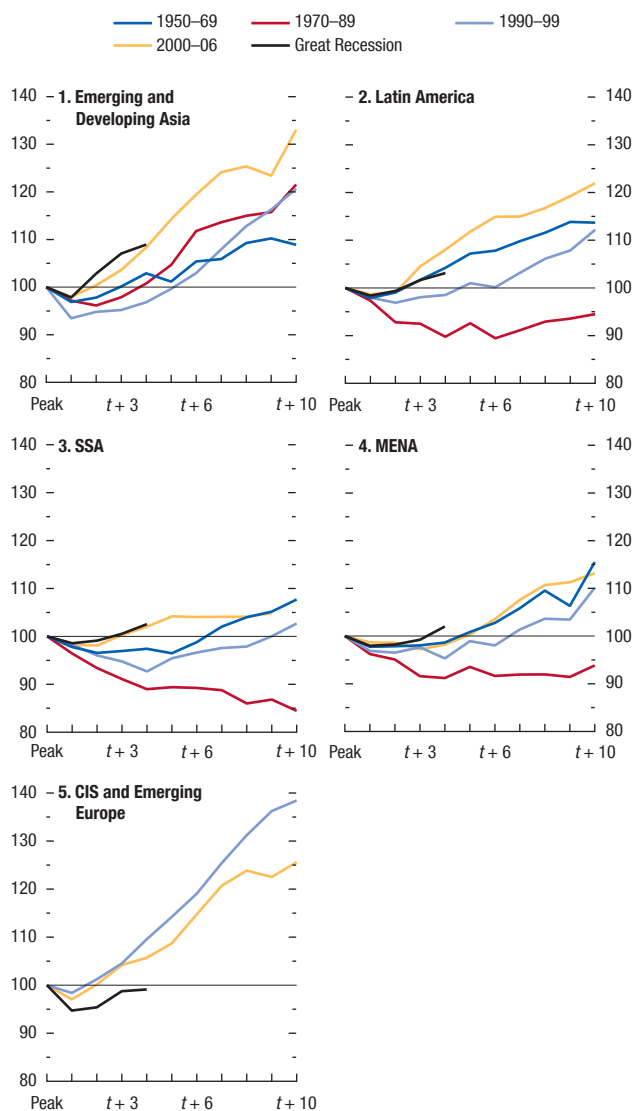 1950–69 1970–89 1990–99
2000–06 Great Recession
140 140
1. Emerging and Developing Asia 2. Latin America
130 130
120 120
110 110
100 100
90 90
80 80
Peak t + 3 t + 6 t + 10 Peak t + 3 t + 6 t + 10
140 140
3. SSA 4. MENA
130 130
120 120
110 110
100 100
90 90
80 80
Peak t + 3 t + 6 t + 10 Peak t + 3 t + 6 t + 10
140
5. CIS and Emerging
Europe
130
120
110
100
90
80
Peak t + 3 t + 6 t + 10